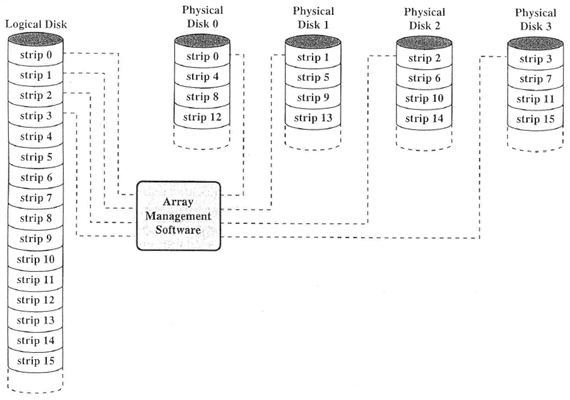 Logical Disk
strip 0
strip 1
strip 2
strip 3
strip 4
strip 5
strip 6
strip 7
strip 8
strip 9
strip 10
strip 11
strip 12
strip 13
strip 14
strip 15
Physical
Disk 0
strip 0
strip 4
strip 8
strip 12
Physical
Disk 1
strip 1
strip 5
strip 9
strip 13
Physical
Disk 2
strip 2
strip 6
strip 10
strip 14
Physical
Disk 3
strip 3
strip 7
strip 11
strip 15
Array
Management
Software